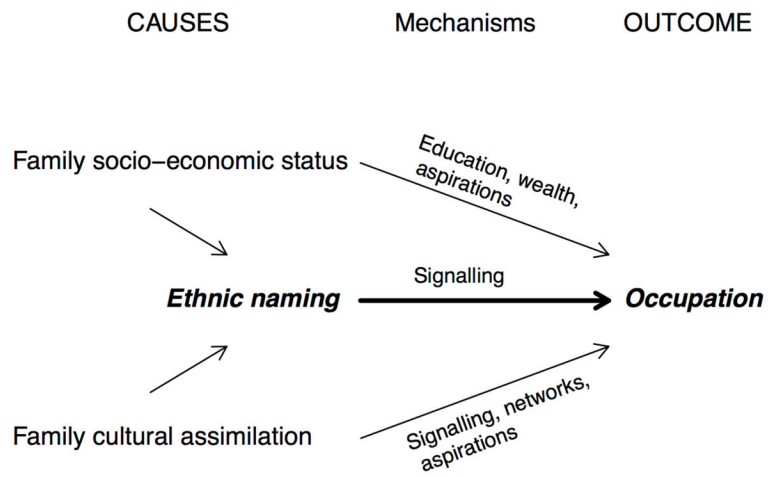 CAUSES Mechanisms OUTCOME
Family socio-economic status
Education, wealth,
aspirations
Signalling
Ethnic naming
Occupation
Family cultural assimilation
Signalling, networks,
aspirations